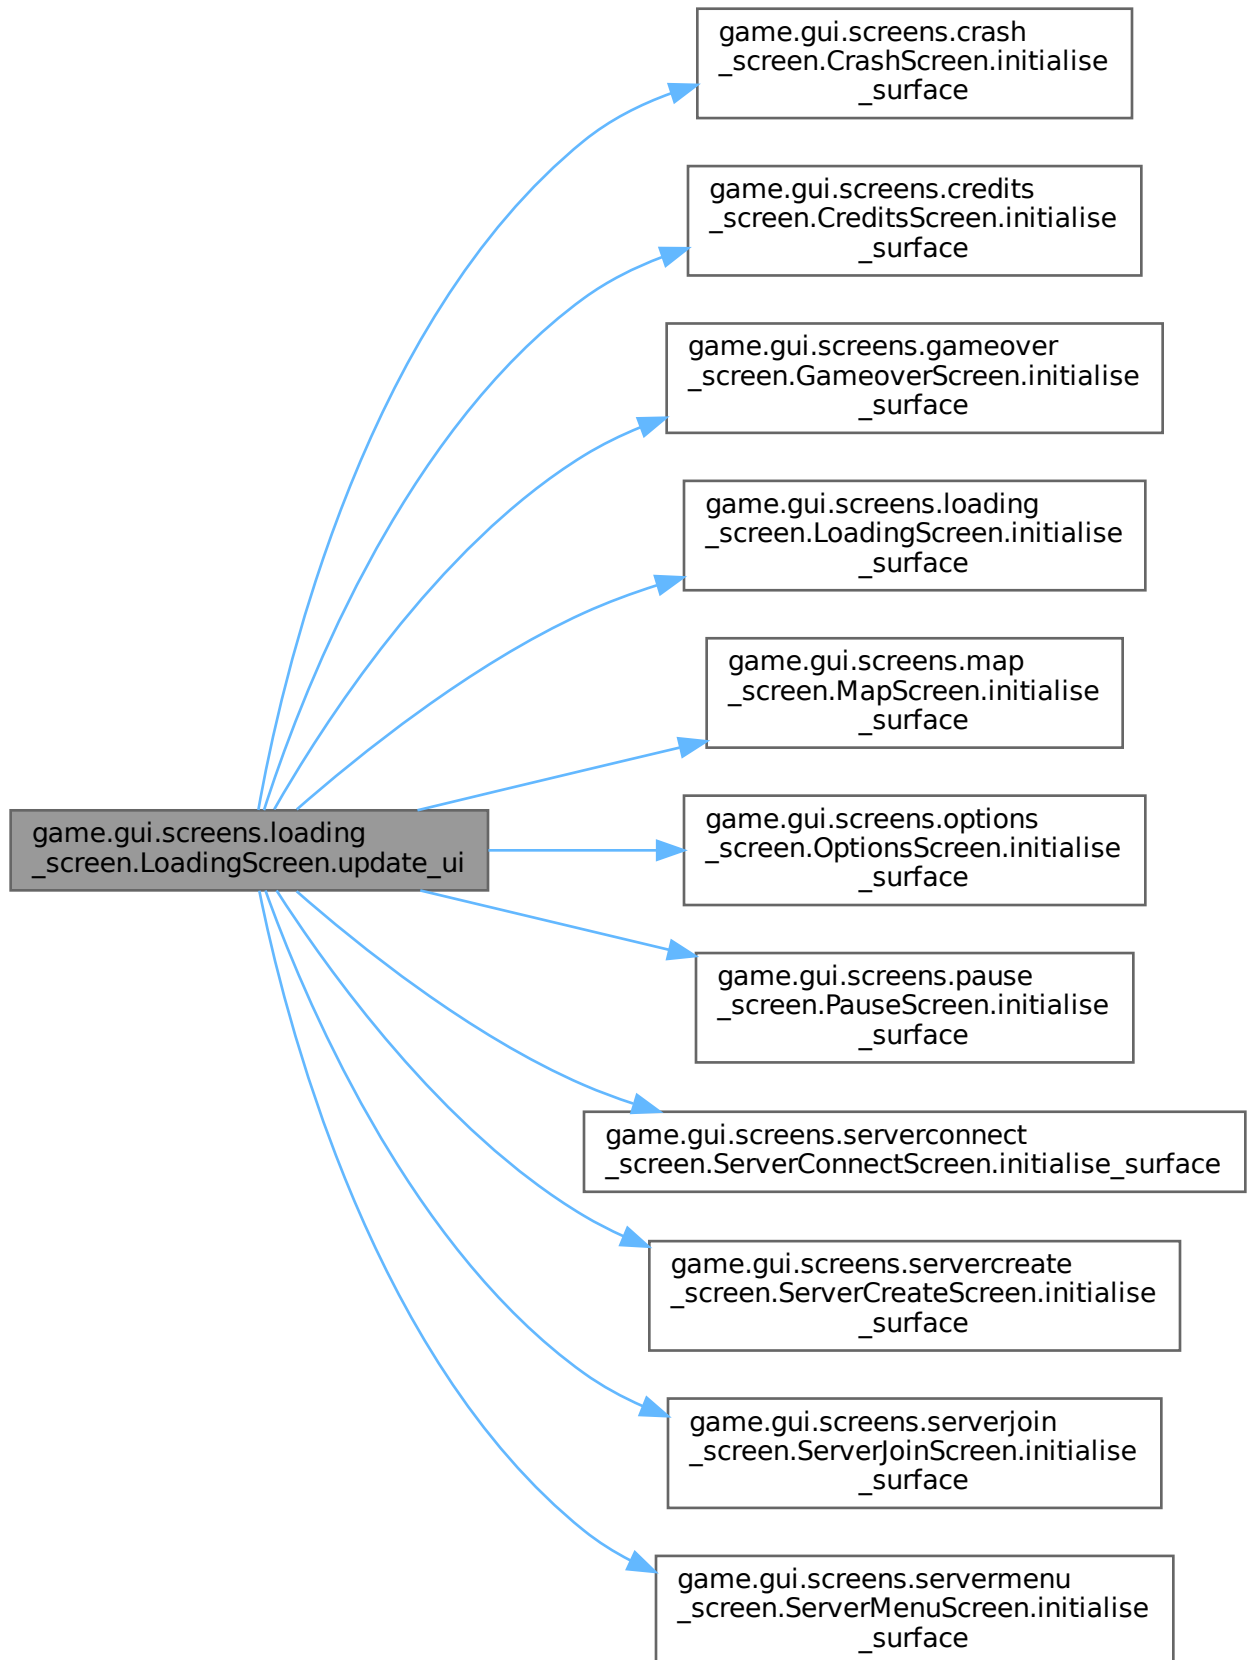 game.gui.screens.crash
_screen.CrashScreen.initialise
_surface
game.gui.screens.credits
_screen.CreditsScreen.initialise
_surface
game.gui.screens.gameover
_screen.GameoverScreen.initialise
_surface
game.gui.screens.loading
_screen.LoadingScreen.initialise
_surface
game.gui.screens.map
_screen.MapScreen.initialise
_surface
game.gui.screens.loading
_screen.LoadingScreen.update_ui
game.gui.screens.options
_screen.OptionsScreen.initialise
_surface
game.gui.screens.pause
_screen.PauseScreen.initialise
_surface
game.gui.screens.serverconnect
_screen.ServerConnectScreen.initialise_surface
game.gui.screens.servercreate
_screen.ServerCreateScreen.initialise
_surface
game.gui.screens.serverjoin
_screen.ServerJoinScreen.initialise
_surface
game.gui.screens.servermenu
_screen.ServerMenuScreen.initialise
_surface